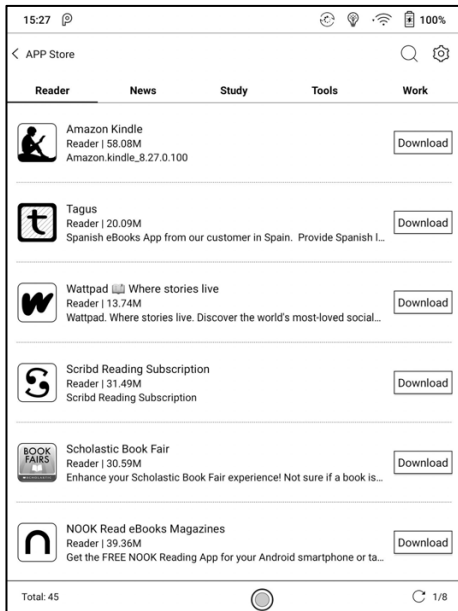 15:27
100%
APP Store
Reader
News
Study
Tools
Work
Amazon Kindle
Reader | 58.08M
Amazon.kindle_8.27.0.100
Download
t
Tagus
Reader | 20.09M
Spanish eBooks App from our customer in Spain. Provide Spanish l...
Download
Wattpad 📖 Where stories live
Reader | 13.74M
Wattpad. Where stories live. Discover the world's most-loved social...
Download
Scribd Reading Subscription
Reader | 31.49M
Scribd Reading Subscription
Download
BOOK
FAIRS
Scholastic Book Fair
Reader | 30.59M
Enhance your Scholastic Book Fair experience! Not sure if a book is...
Download
n
NOOK Read eBooks Magazines
Reader | 39.36M
Get the FREE NOOK Reading App for your Android smartphone or ta...
Download
Total: 45
1/8